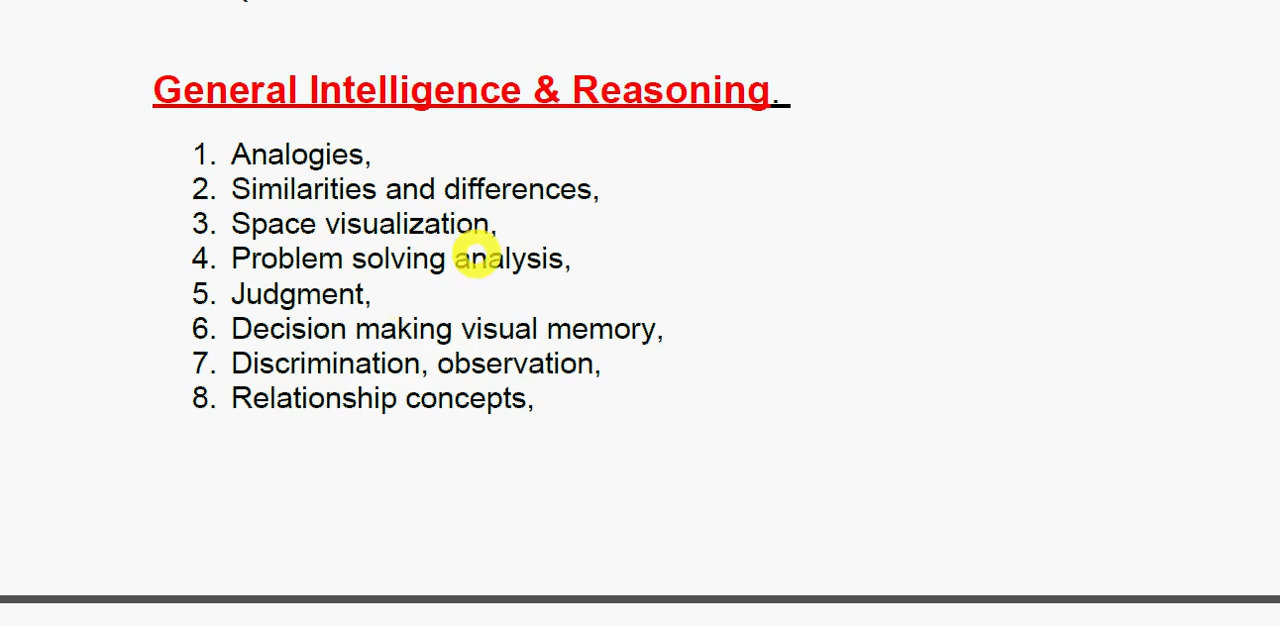 General Intelligence & Reasoning.
1. Analogies,
2. Similarities and differences,
3. Space visualization,
4. Problem solving analysis,
5. Judgment,
6. Decision making visual memory,
7. Discrimination, observation,
8. Relationship concepts,